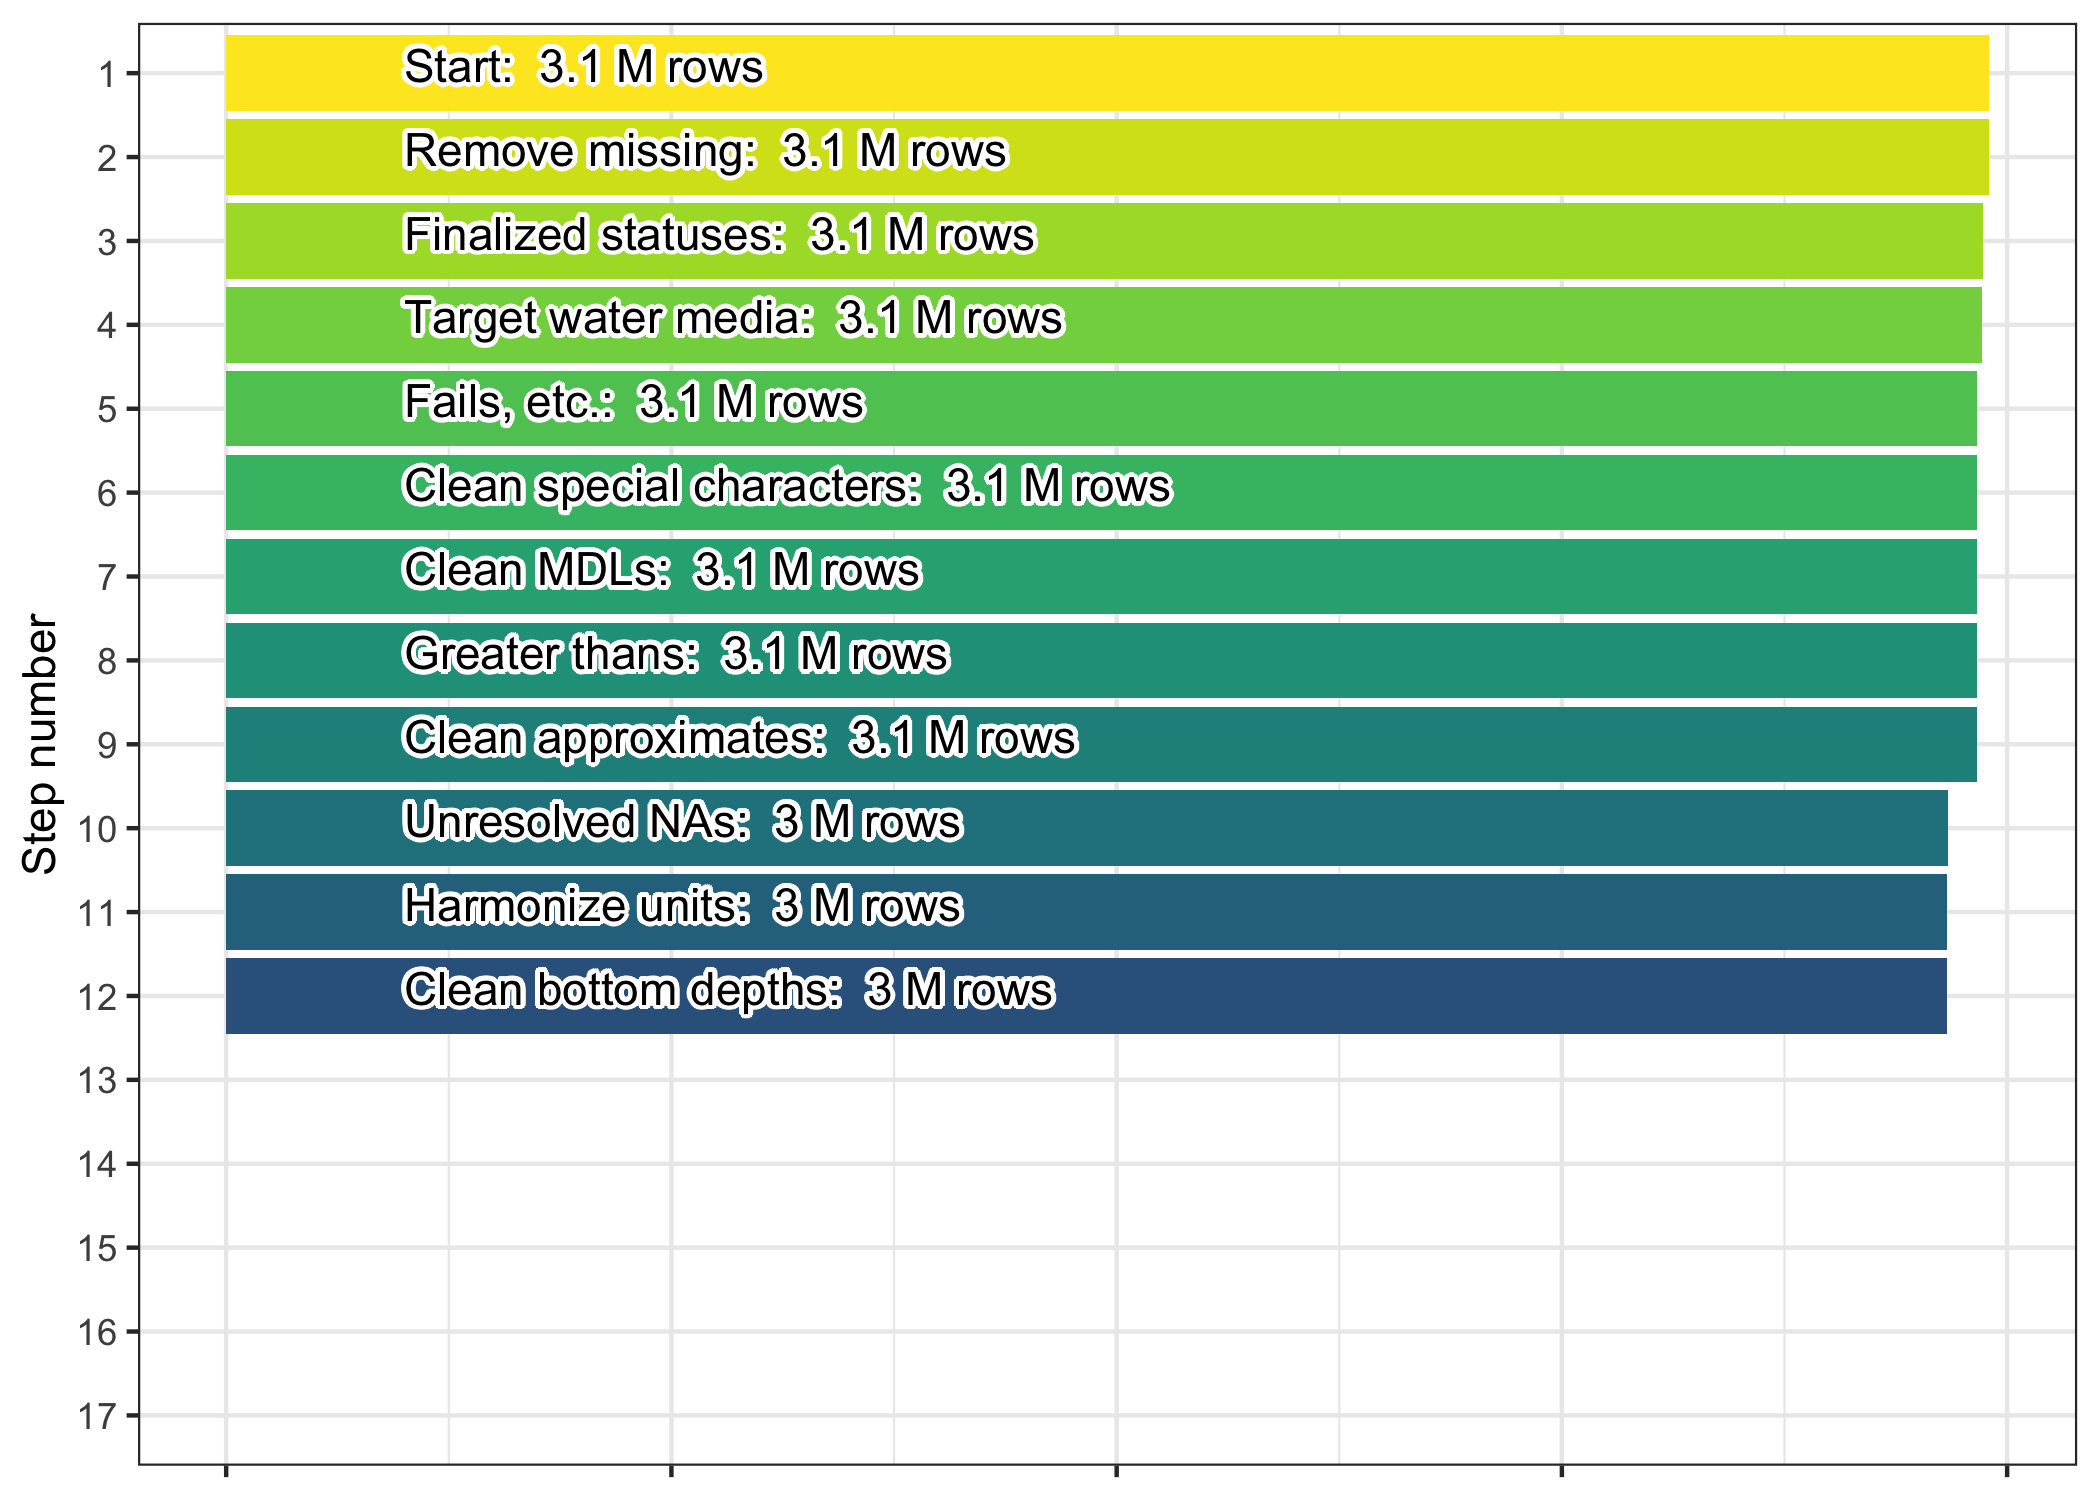 Step number
1
Start:  3.1 M rows
2
Remove missing:  3.1 M rows
3
Finalized statuses:  3.1 M rows
4
Target water media:  3.1 M rows
5
Fails, etc.:  3.1 M rows
6
Clean special characters:  3.1 M rows
7
Clean MDLs:  3.1 M rows
8
Greater thans:  3.1 M rows
9
Clean approximates:  3.1 M rows
10
Unresolved NAs:  3 M rows
11
Harmonize units:  3 M rows
12
Clean bottom depths:  3 M rows
13
14
15
16
17